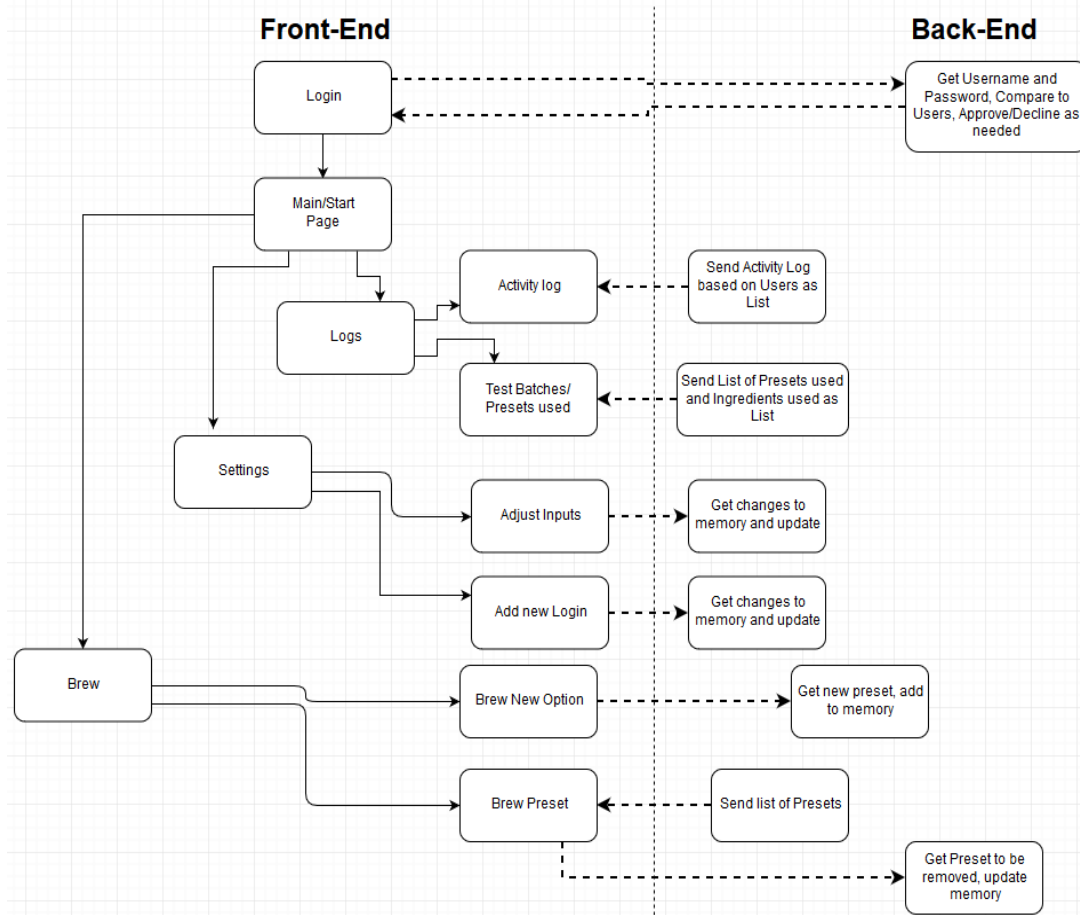 Front-End
Back-End
Login
Get Username and
Password, Compare to
Users, Approve/Decline as
needed
Main/Start
Page
Activity log
Send Activity Log
based on Users as
List
Logs
Test Batches/
Presets used
Send List of Presets used
and Ingredients used as
List
Settings
Adjust Inputs
Get changes to
memory and update
Add new Login
Get changes to
memory and update
Brew
Brew New Option
Get new preset, add
to memory
Brew Preset
Send list of Presets
Get Preset to be
removed, update
memory